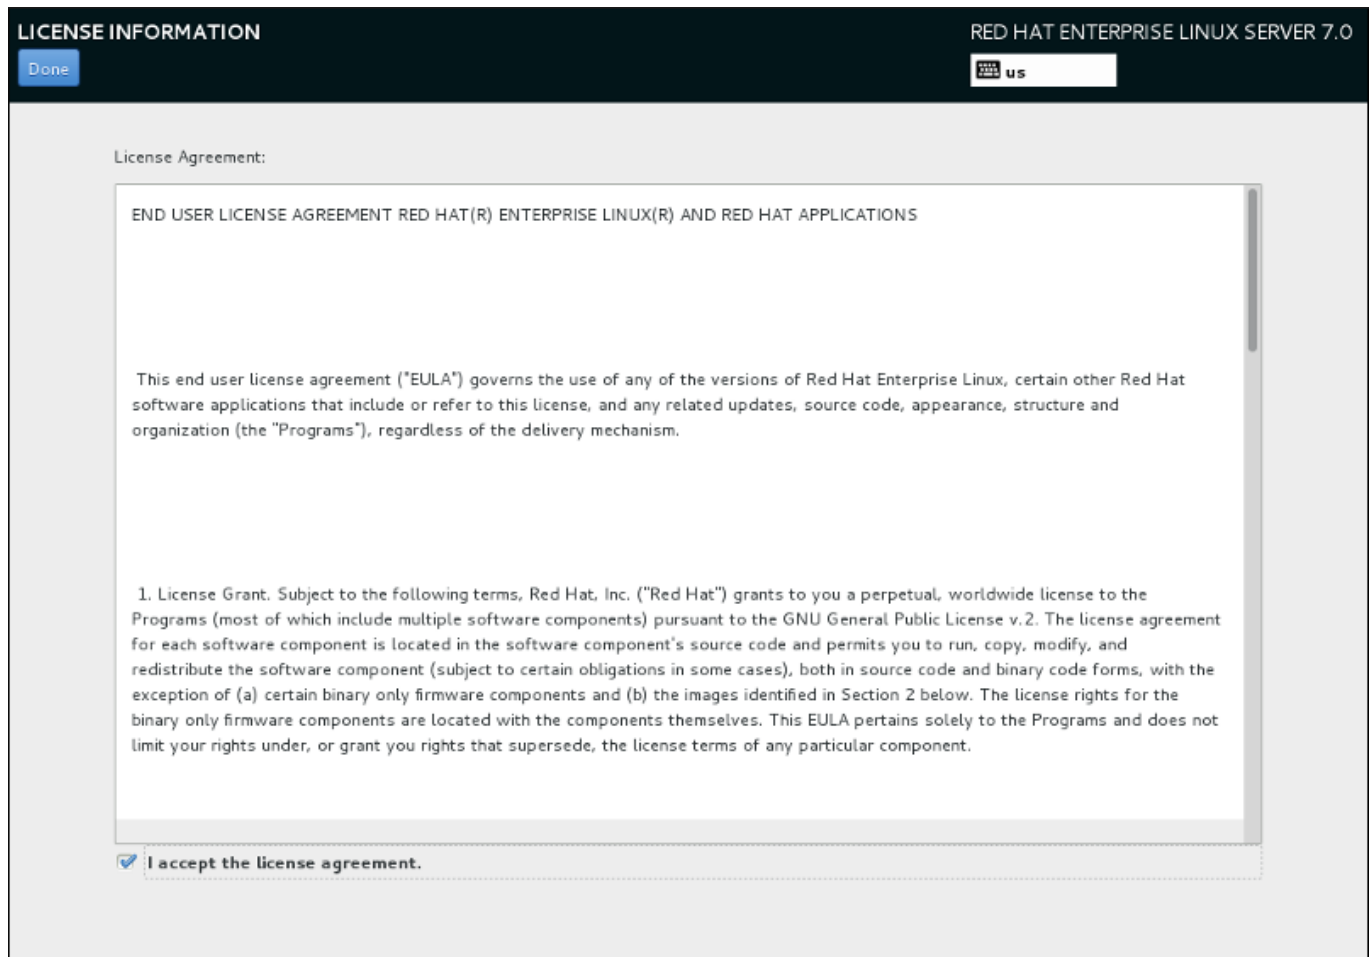 LICENSE INFORMATION
RED HAT ENTERPRISE LINUX SERVER 7.0
Done
us
License Agreement:
END USER LICENSE AGREEMENT RED HAT(R) ENTERPRISE LINUX(R) AND RED HAT APPLICATIONS
This end user license agreement ("EULA") governs the use of any of the versions of Red Hat Enterprise Linux, certain other Red Hat
software applications that include or refer to this license, and any related updates, source code, appearance, structure and
organization (the "Programs"), regardless of the delivery mechanism.
1. License Grant. Subject to the following terms, Red Hat, Inc. ("Red Hat") grants to you a perpetual, worldwide license to the
Programs (most of which include multiple software components) pursuant to the GNU General Public License v.2. The license agreement
for each software component is located in the software component's source code and permits you to run, copy, modify, and
redistribute the software component (subject to certain obligations in some cases), both in source code and binary code forms, with the
exception of (a) certain binary only firmware components and (b) the images identified in Section 2 below. The license rights for the
binary only firmware components are located with the components themselves. This EULA pertains solely to the Programs and does not
limit your rights under, or grant you rights that supersede, the license terms of any particular component.
I accept the license agreement.